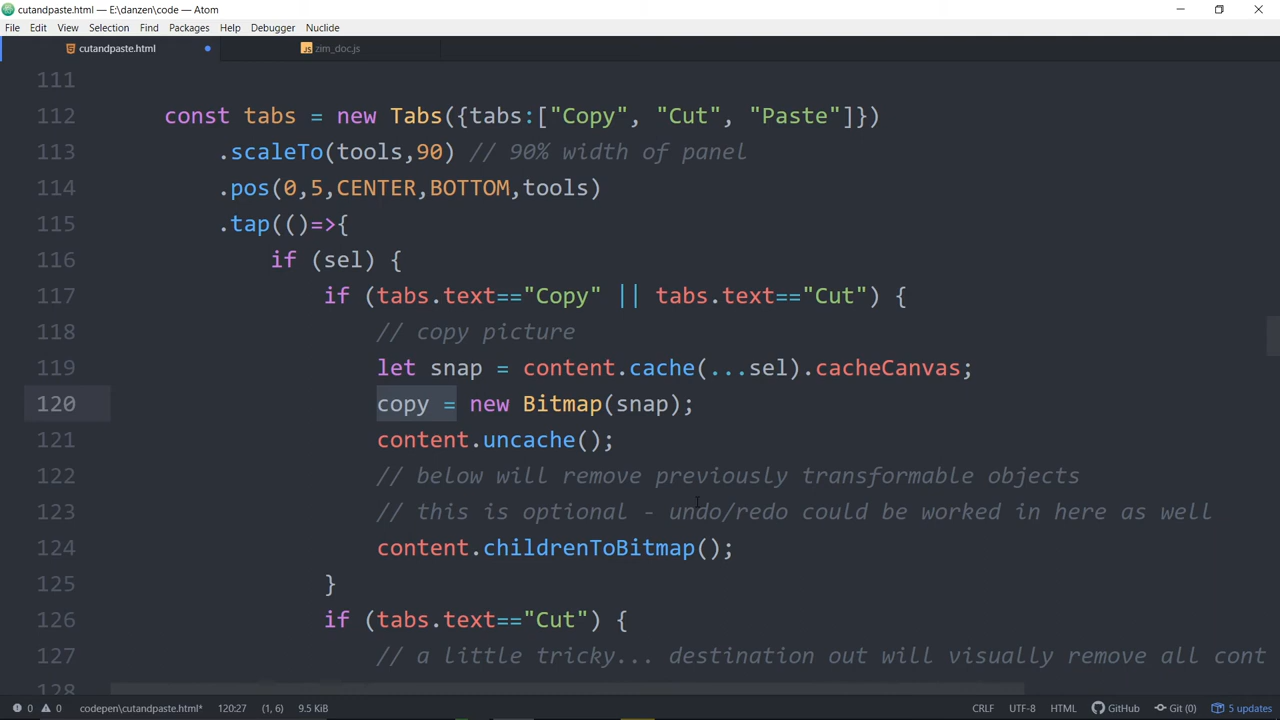 cutandpaste.html — E:\danzen\code — Atom
File Edit View Selection Find Packages Help Debugger Nuclide
cutandpaste.html zim_doc.js
111
112 const tabs = new Tabs({tabs:["Copy", "Cut", "Paste"]})
113 .scaleTo(tools,90) // 90% width of panel
114 .pos(0,5,CENTER,BOTTOM,tools)
115 .tap(()=>{
116 if (sel) {
117 if (tabs.text=="Copy" || tabs.text=="Cut") {
118 // copy picture
119 let snap = content.cache(...sel).cacheCanvas;
120 copy = new Bitmap(snap);
121 content.uncache();
122 // below will remove previously transformable objects
123 // this is optional - undo/redo could be worked in here as well
124 content.childrenToBitmap();
125 }
126 if (tabs.text=="Cut") {
127 // a little tricky... destination out will visually remove all cont
128
0 0 codepen\cutandpaste.html* 120:27 (1, 6) 9.5 KiB CRLF UTF-8 HTML GitHub Git (0) 5 updates